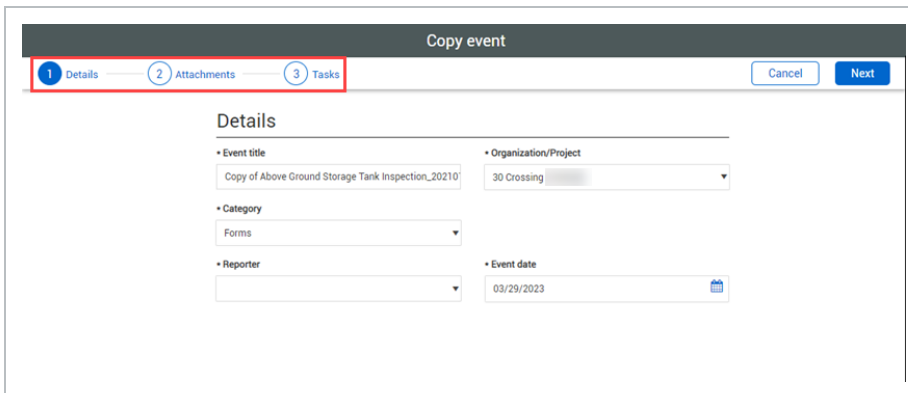 Copy event
1 Details 2 Attachments 3 Tasks Cancel Next
Details
• Event title • Organization/Project
Copy of Above Ground Storage Tank Inspection_20210 30 Crossing
• Category
Forms
• Reporter • Event date
03/29/2023